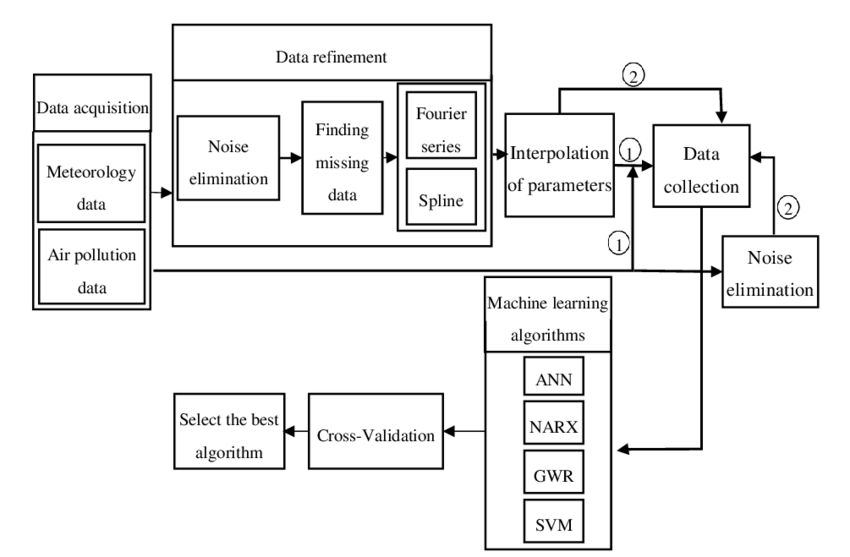 Data refinement
Data acquisition
Meteorology
data
Air pollution
data
Noise
elimination
Finding
missing
data
Fourier
series
Spline
Interpolation
of parameters
2
1
1
Data
collection
2
Noise
elimination
Machine learning
algorithms
ANN
NARX
GWR
SVM
Cross-Validation
Select the best
algorithm